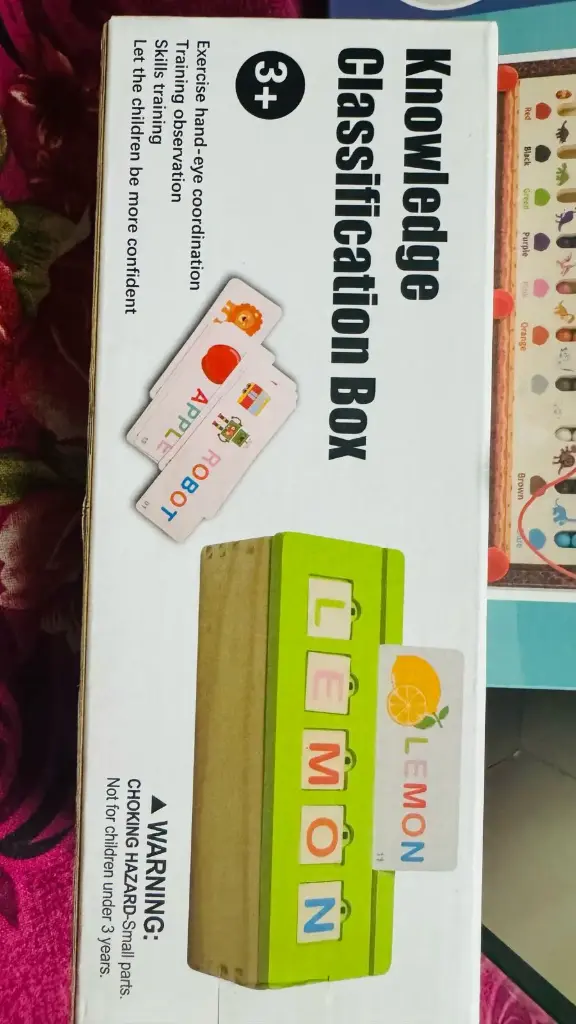 Knowledge
Classification Box
3+
Exercise hand-eye coordination
Training observation
Skills training
Let the children be more confident
APPLE
ROBOT
LEMON
11
LEMON
▲ WARNING:
CHOKING HAZARD-Small parts.
Not for children under 3 years.
Red
Black
Green
Purple
Pink
Orange
Brown